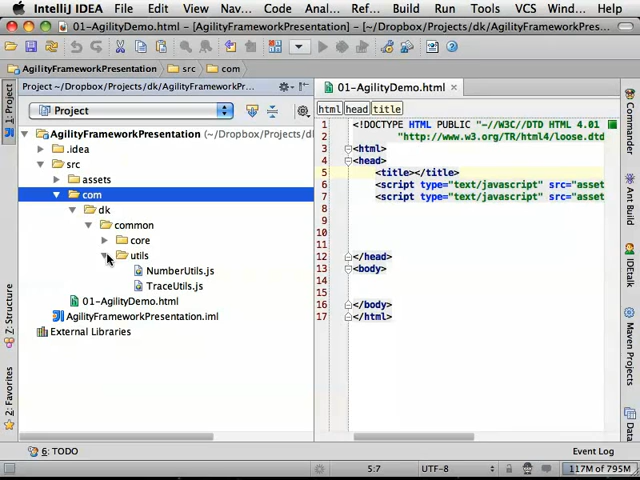 IntelliJ IDEA File Edit View Nav... Code Anal... Ref... Build Run Tools VCS Wind... Help
01-AgilityDemo.html - [AgilityFrameworkPresentation] - [~/Dropbox/Projects/dk/AgilityFrameworkPres...
AgilityFrameworkPresentation src com
Project ~/Dropbox/Projects/dk/AgilityFrameworkPr...
01-AgilityDemo.html
Project
html head title
AgilityFrameworkPresentation (~/Dropbox/Projects/d
.idea
src
assets
com
dk
common
core
utils
NumberUtils.js
TraceUtils.js
01-AgilityDemo.html
AgilityFrameworkPresentation.iml
External Libraries
1 <!DOCTYPE HTML PUBLIC "-//W3C//DTD HTML 4.01
2 "http://www.w3.org/TR/html4/loose.dtd
3 <html>
4 <head>
5 <title></title>
6 <script type="text/javascript" src="asset
7 <script type="text/javascript" src="asset
8
9
10
11
12 </head>
13 <body>
14
15
16 </body>
17 </html>
1: Project
Z: Structure
2: Favorites
Commander
Ant Build
IDEtalk
Maven Projects
Data
6: TODO
Event Log
5:7 UTF-8 117M of 795M